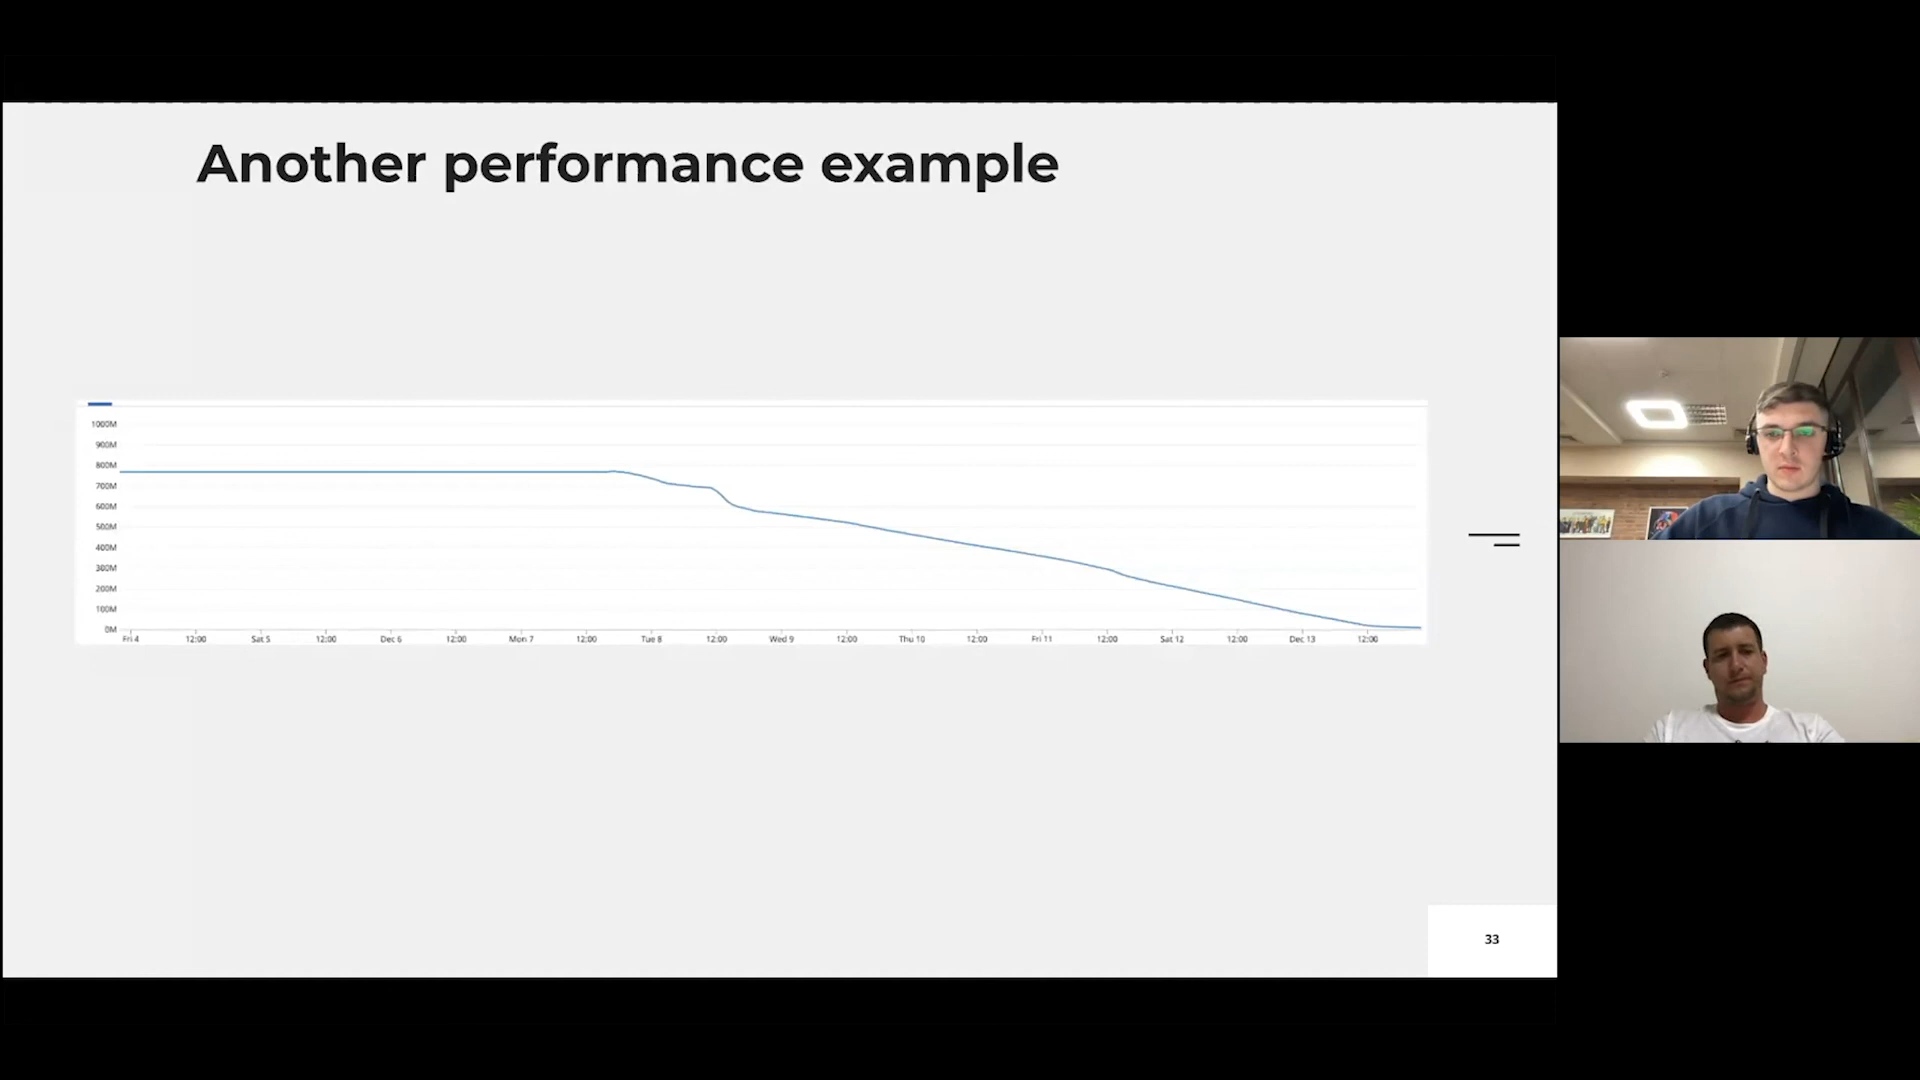 Another performance example
1000M
900M
800M
700M
600M
500M
400M
300M
200M
100M
0M
Fri 4 12:00 Sat 5 12:00 Dec 6 12:00 Mon 7 12:00 Tue 8 12:00 Wed 9 12:00 Thu 10 12:00 Fri 11 12:00 Sat 12 12:00 Dec 13 12:00
33